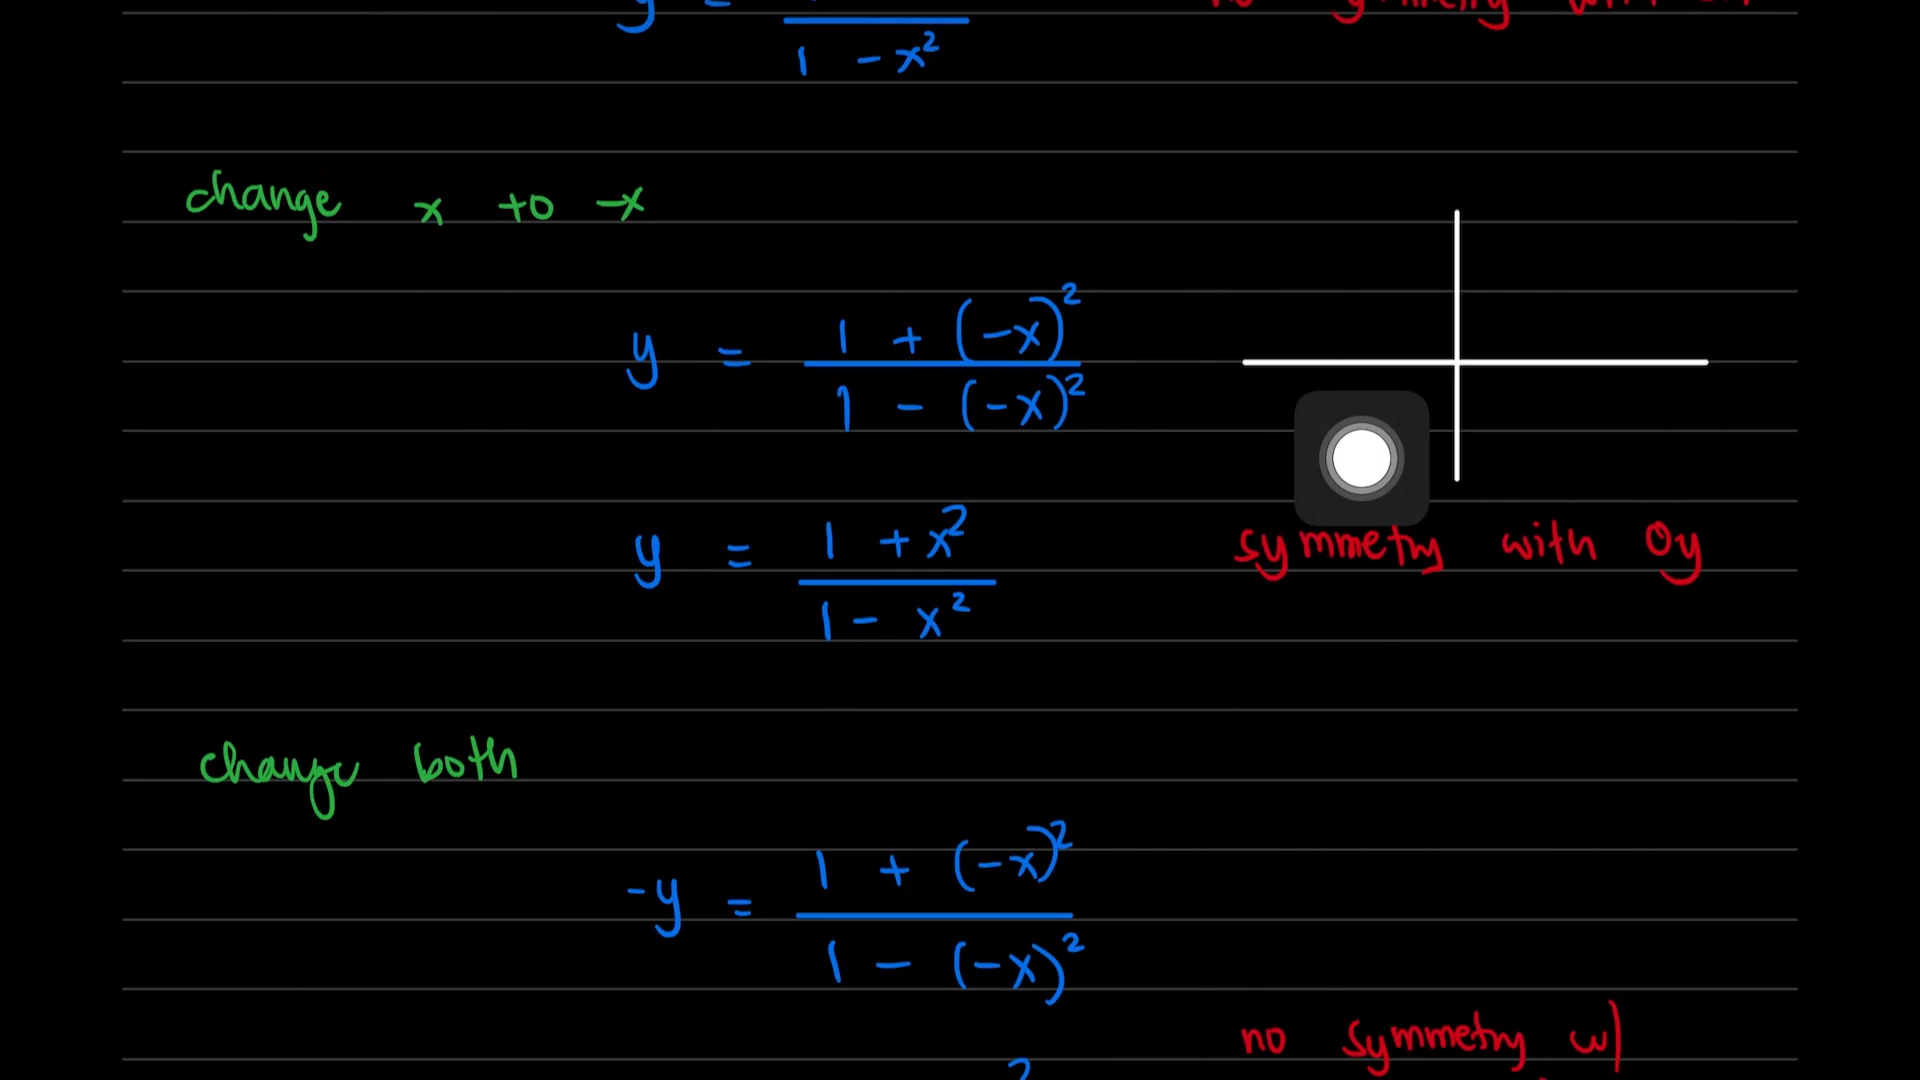 y =
1 - x²
change x to -x
y = 1 + (-x)² / 1 - (-x)²
y = 1 + x² / 1 - x²
symmetry with Oy
change both
-y = 1 + (-x)² / 1 - (-x)²
no symmetry w/
2